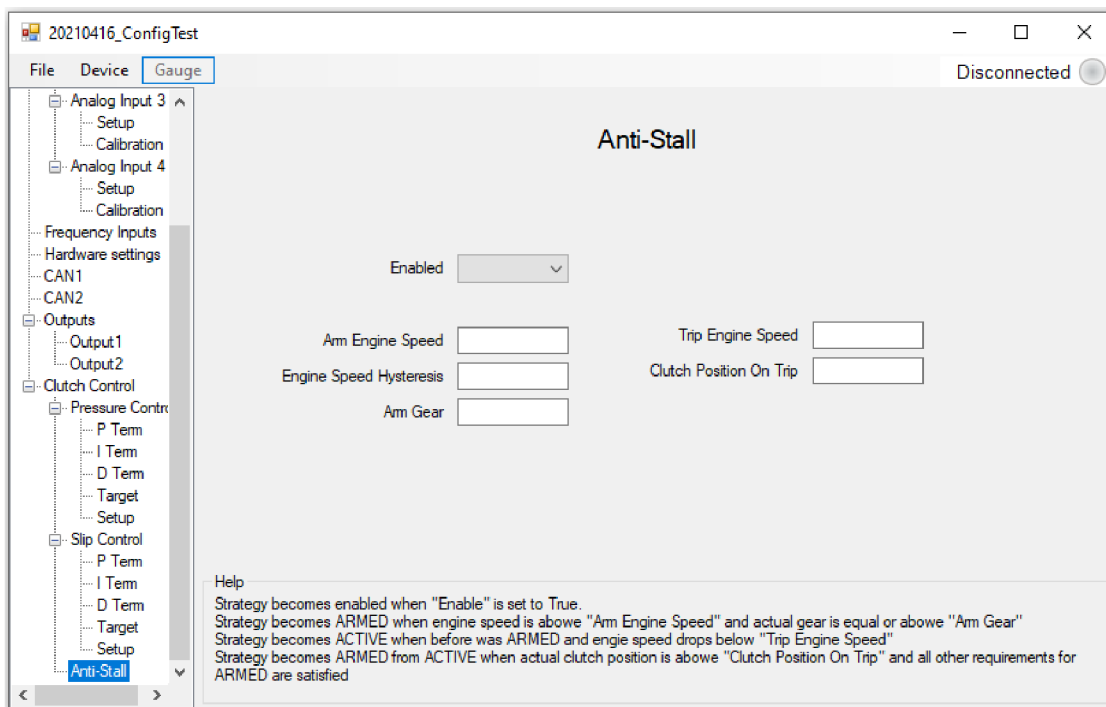 20210416_ConfigTest
File Device Gauge
Disconnected
Analog Input 3
Setup
Calibration
Analog Input 4
Setup
Calibration
Frequency Inputs
Hardware settings
CAN1
CAN2
Outputs
Output1
Output2
Clutch Control
Pressure Contro
P Term
I Term
D Term
Target
Setup
Slip Control
P Term
I Term
D Term
Target
Setup
Anti-Stall
Anti-Stall
Enabled
Arm Engine Speed
Engine Speed Hysteresis
Arm Gear
Trip Engine Speed
Clutch Position On Trip
Help
Strategy becomes enabled when "Enable" is set to True.
Strategy becomes ARMED when engine speed is abowe "Arm Engine Speed" and actual gear is equal or abowe "Arm Gear"
Strategy becomes ACTIVE when before was ARMED and engie speed drops below "Trip Engine Speed"
Strategy becomes ARMED from ACTIVE when actual clutch position is abowe "Clutch Position On Trip" and all other requirements for
ARMED are satisfied